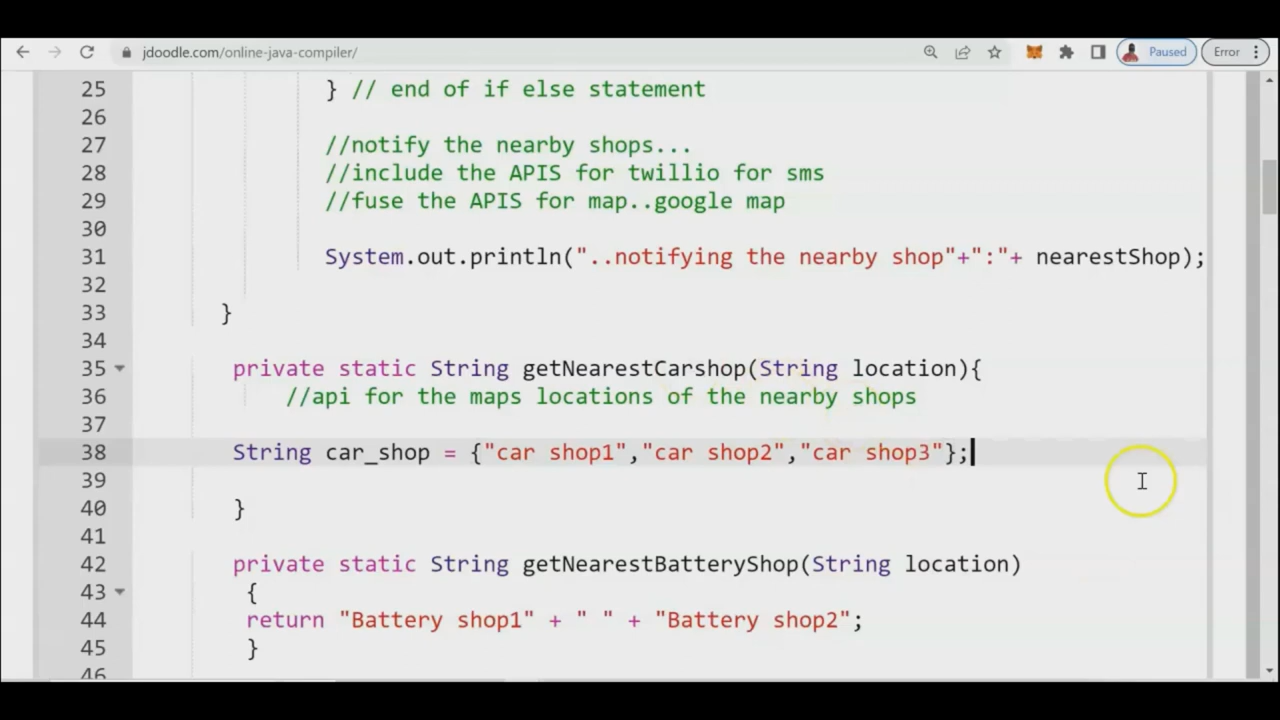 jdoodle.com/online-java-compiler/
Paused
Error
25 } // end of if else statement
26
27 //notify the nearby shops...
28 //include the APIS for twillio for sms
29 //fuse the APIS for map..google map
30
31 System.out.println("..notifying the nearby shop"+":"+ nearestShop);
32
33 }
34
35 private static String getNearestCarshop(String location){
36 //api for the maps locations of the nearby shops
37
38 String car_shop = {"car shop1","car shop2","car shop3"};
39
40 }
41
42 private static String getNearestBatteryShop(String location)
43 {
44 return "Battery shop1" + " " + "Battery shop2";
45 }
46